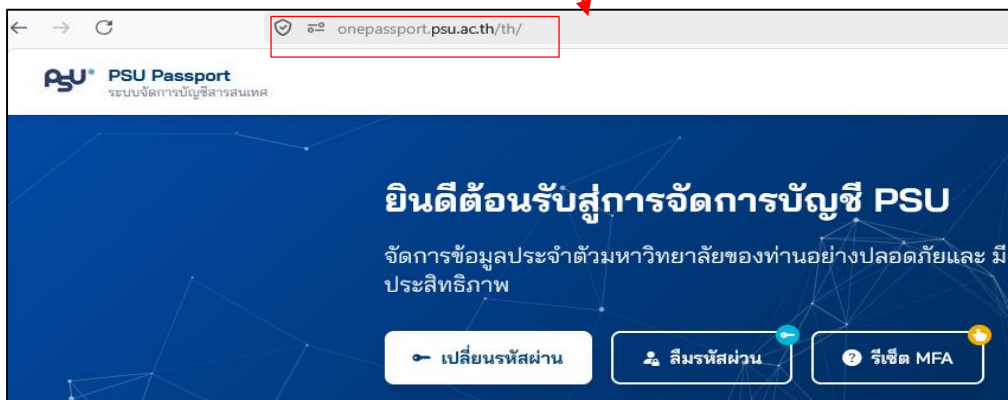 onepassport.psu.ac.th/th/
PSU PSU Passport
ระบบจัดการบัญชีสารสนเทศ
ยินดีต้อนรับสู่การจัดการบัญชี PSU
จัดการข้อมูลประจำตัวมหาวิทยาลัยของท่านอย่างปลอดภัยและ มี
ประสิทธิภาพ
เปลี่ยนรหัสผ่าน ลืมรหัสผ่าน รีเซ็ต MFA